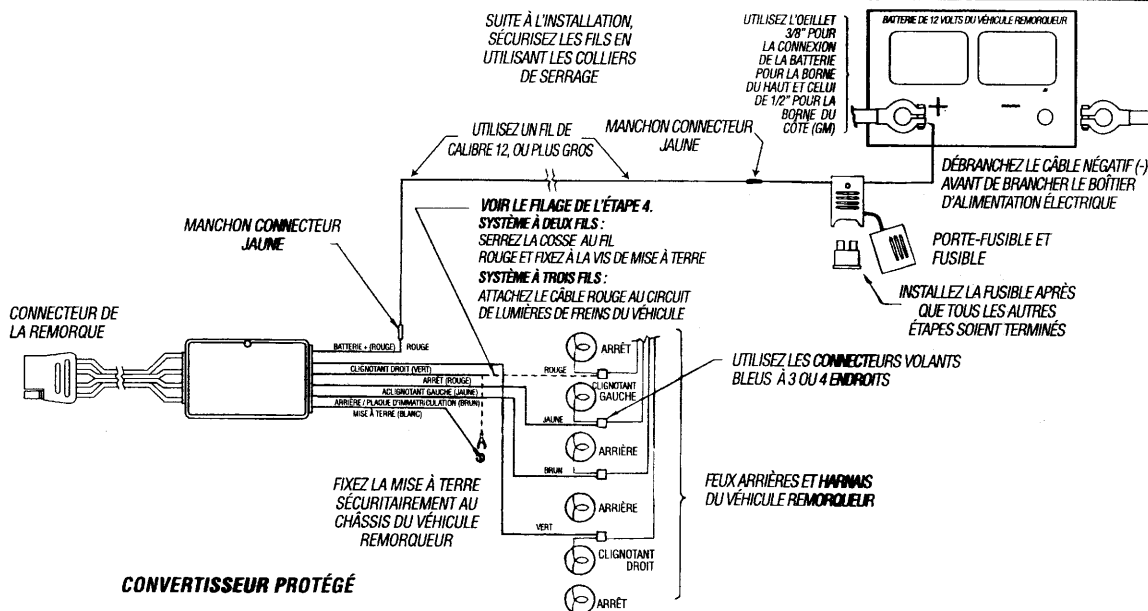 SUITE À L'INSTALLATION,
SÉCURISEZ LES FILS EN
UTILISANT LES COLLIERS
DE SERRAGE
UTILISEZ L'OEILLET
3/8" POUR
LA CONNEXION
DE LA BATTERIE
POUR LA BORNE
DU HAUT ET CELUI
DE 1/2" POUR LA
BORNE DU
CÔTÉ (GM)
BATTERIE DE 12 VOLTS DU VÉHICULE REMORQUEUR
+
UTILISEZ UN FIL DE
CALIBRE 12, OU PLUS GROS
MANCHON CONNECTEUR
JAUNE
DÉBRANCHEZ LE CÂBLE NÉGATIF (-)
AVANT DE BRANCHER LE BOÎTIER
D'ALIMENTATION ÉLECTRIQUE
PORTE-FUSIBLE ET
FUSIBLE
INSTALLEZ LA FUSIBLE APRÈS
QUE TOUS LES AUTRES
ÉTAPES SOIENT TERMINÉS
MANCHON CONNECTEUR
JAUNE
VOIR LE FILAGE DE L'ÉTAPE 4.
SYSTÈME À DEUX FILS :
SERREZ LA COSSE AU FIL
ROUGE ET FIXEZ À LA VIS DE MISE À TERRE
SYSTÈME À TROIS FILS :
ATTACHEZ LE CÂBLE ROUGE AU CIRCUIT
DE LUMIÈRES DE FREINS DU VÉHICULE
CONNECTEUR DE
LA REMORQUE
BATTERIE + (ROUGE)
ROUGE
CLIGNOTANT DROIT (VERT)
ARRÊT (ROUGE)
ACLIGNOTANT GAUCHE (JAUNE)
ARRIÈRE / PLAQUE D'IMMATRICULATION (BRUN)
MISE À TERRE (BLANC)
ROUGE
JAUNE
BRUN
VERT
ARRÊT
CLIGNOTANT
GAUCHE
ARRIÈRE
ARRIÈRE
CLIGNOTANT
DROIT
ARRÊT
UTILISEZ LES CONNECTEURS VOLANTS
BLEUS À 3 OU 4 ENDROITS
FEUX ARRIÈRES ET HARNAIS
DU VÉHICULE REMORQUEUR
FIXEZ LA MISE À TERRE
SÉCURITAIREMENT AU
CHÂSSIS DU VÉHICULE
REMORQUEUR
CONVERTISSEUR PROTÉGÉ